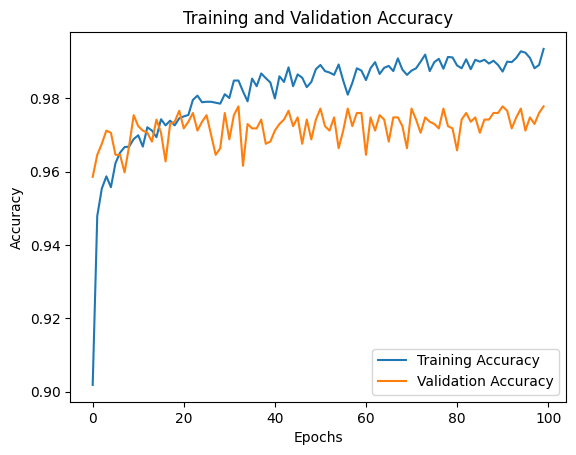 Training and Validation Accuracy
Accuracy
0.98
0.96
0.94
0.92
0.90
0
20
40
60
80
100
Epochs
Training Accuracy
Validation Accuracy